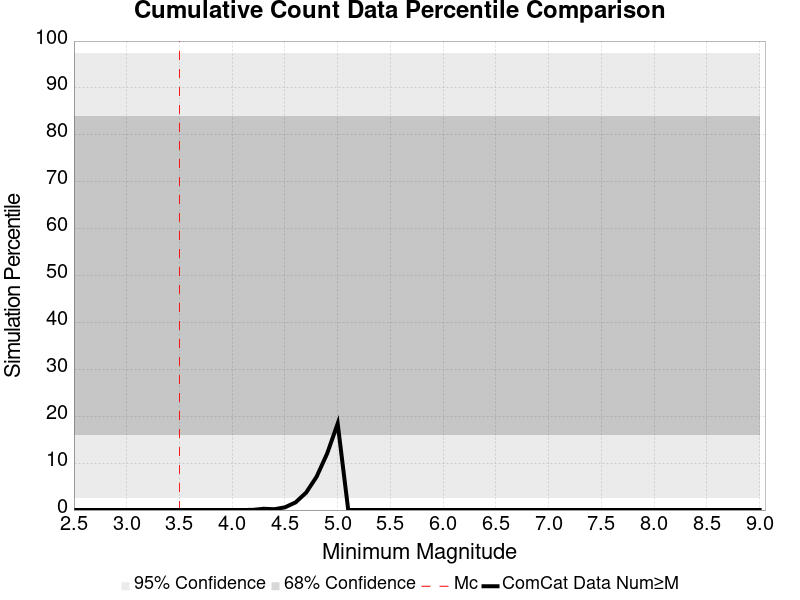 Cumulative Count Data Percentile Comparison
100
90
80
70
60
50
40
30
20
10
0
Simulation Percentile
2.5 3.0 3.5 4.0 4.5 5.0 5.5 6.0 6.5 7.0 7.5 8.0 8.5 9.0
Minimum Magnitude
95% Confidence 68% Confidence Mc ComCat Data Num≥M